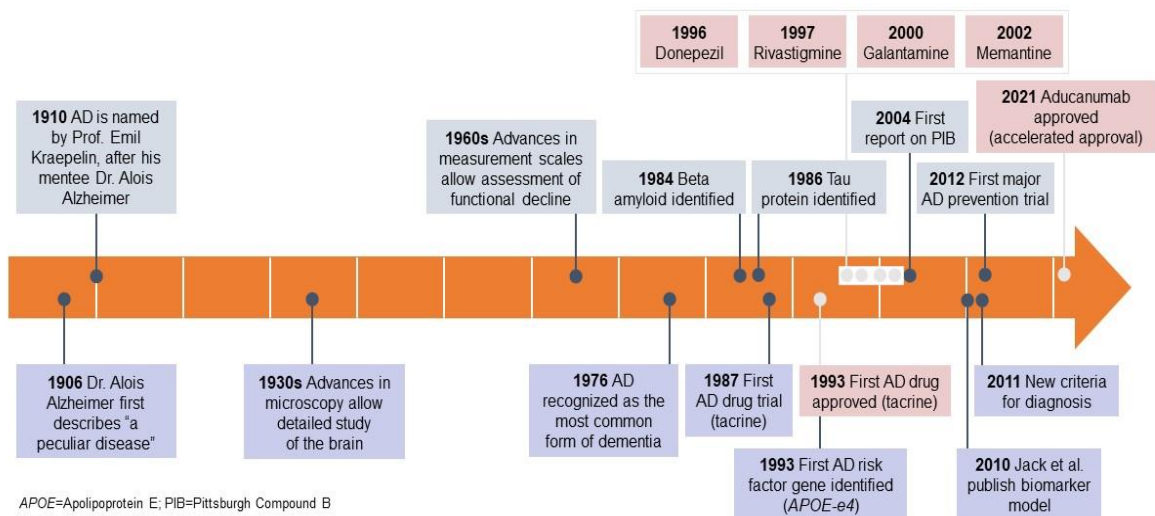 1996
Donepezil
1997
Rivastigmine
2000
Galantamine
2002
Memantine
1910 AD is named
by Prof. Emil
Kraepelin, after his
mentee Dr. Alois
Alzheimer
1960s Advances in
measurement scales
allow assessment of
functional decline
1984 Beta
amyloid identified
1986 Tau
protein identified
2004 First
report on PIB
2012 First major
AD prevention trial
2021 Aducanumab
approved
(accelerated approval)
1906 Dr. Alois
Alzheimer first
describes “a
peculiar disease”
1930s Advances in
microscopy allow
detailed study
of the brain
1976 AD
recognized as the
most common
form of dementia
1987 First
AD drug trial
(tacrine)
1993 First AD drug
approved (tacrine)
1993 First AD risk
factor gene identified
(APOE-e4)
2011 New criteria
for diagnosis
2010 Jack et al.
publish biomarker
model
APOE=Apolipoprotein E; PIB=Pittsburgh Compound B